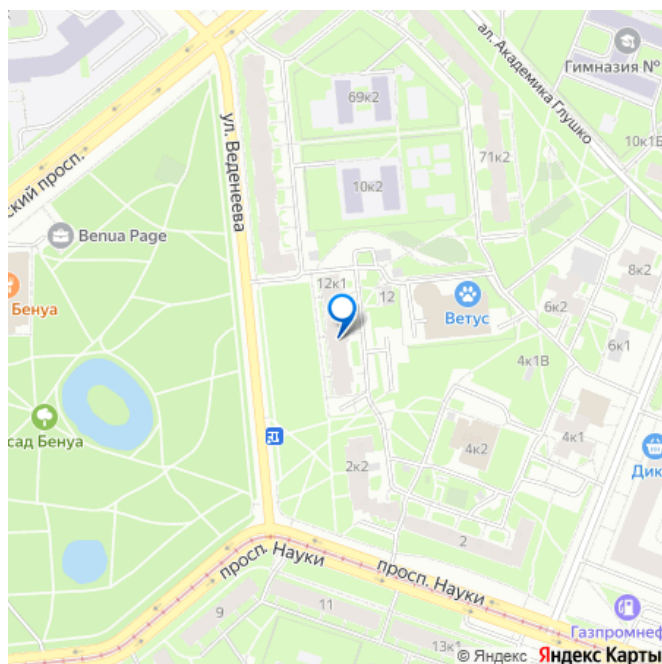 Гимназия №
ал. Академика Глушко
69к2
10к1Б
ул. Веденеева
71к2
ский просп.
10к2
Benua Page
8к2
12к1
12
6к2
Бенуа
Ветус
6к1
4к1В
сад Бенуа
4к1
4к2
2к2
Дик
2
просп. Науки
просп. Науки
9
11
Газпромнеф
13к1
© Яндекс Яндекс Карты